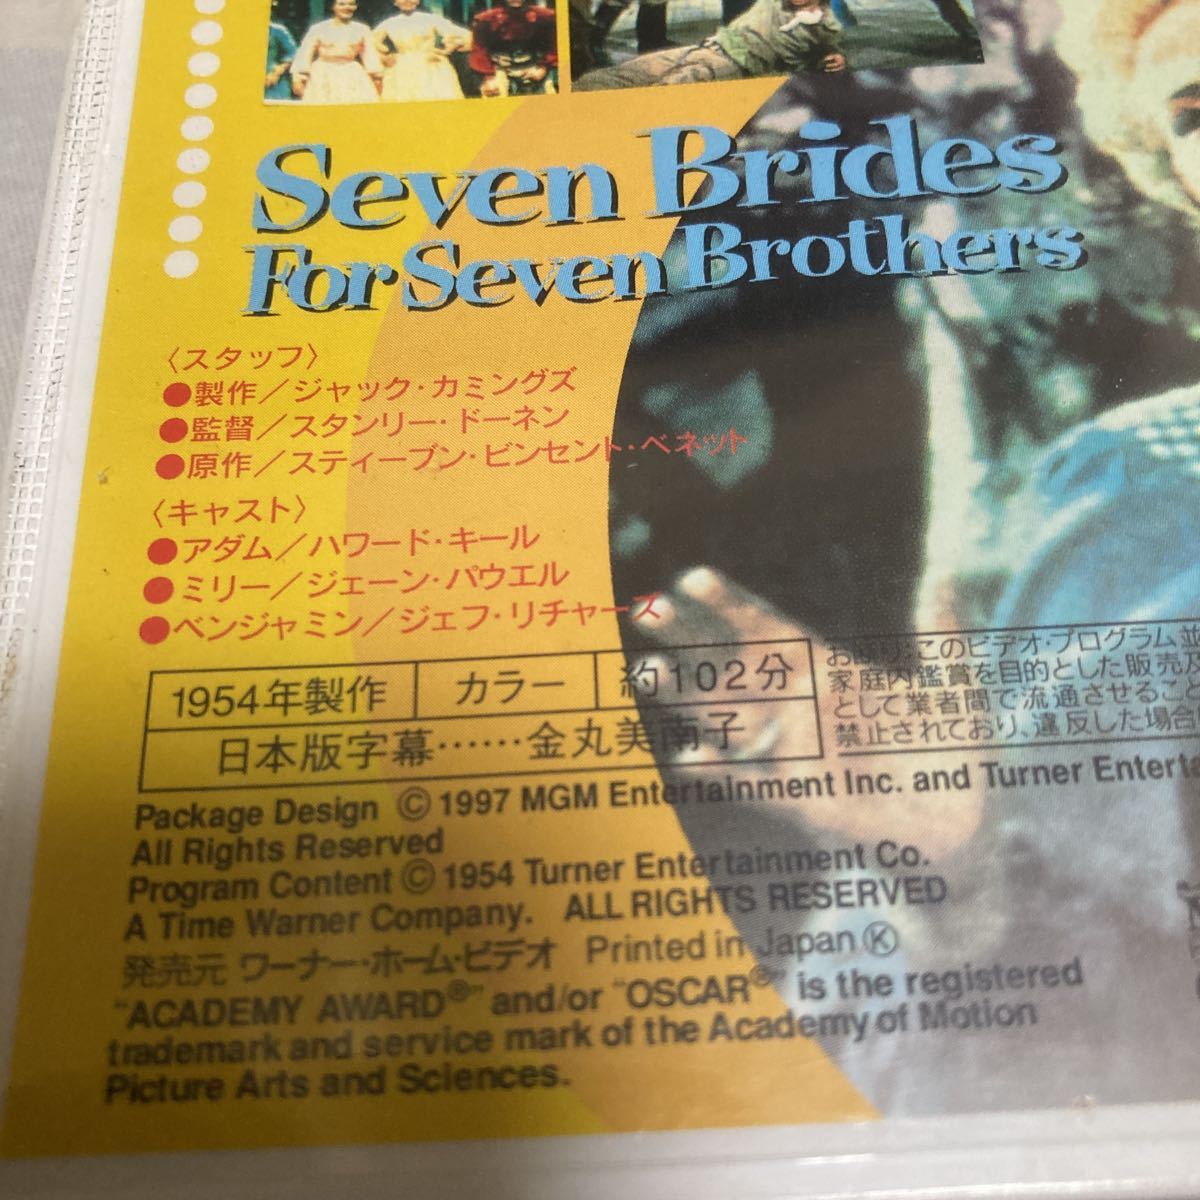 Seven Brides
For Seven Brothers
〈スタッフ〉
●製作／ジャック・カミングズ
●監督／スタンリー・ドーネン
●原作／スティーブン・ビンセント・ベネット
〈キャスト〉
●アダム／ハワード・キール
●ミリー／ジェーン・パウエル
●ベンジャミン／ジェフ・リチャーズ
1954年製作 カラー 約102分
日本版字幕……金丸美南子
このビデオ・プログラム
家庭内鑑賞を目的とした販売
として業者間で流通させること
禁止されており、違反した場合
Package Design © 1997 MGM Entertainment Inc. and Turner Enterta
All Rights Reserved
Program Content © 1954 Turner Entertainment Co.
A Time Warner Company. ALL RIGHTS RESERVED
発売元 ワーナー・ホーム・ビデオ Printed in Japan Ⓚ
"ACADEMY AWARD®" and/or "OSCAR®" is the registered
trademark and service mark of the Academy of Motion
Picture Arts and Sciences.